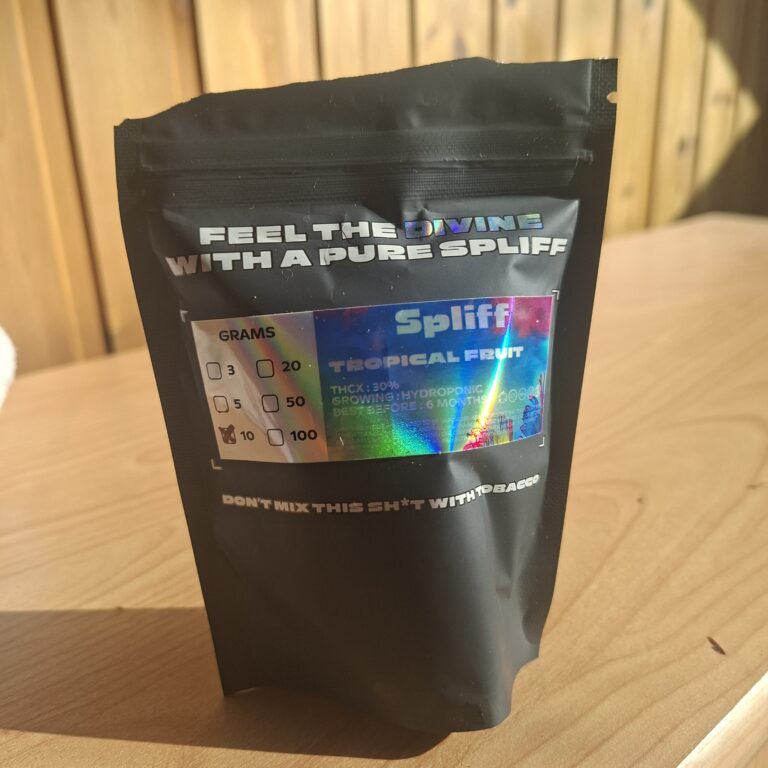 FEEL THE DIVINE
WITH A PURE SPLIFF
GRAMS
3 20
5 50
10 100
Spliff
TROPICAL FRUIT
THCX : 30%
GROWING : HYDROPONIC
BEST BEFORE : 6 MONTHS
DON'T MIX THIS SH*T WITH TOBACCO